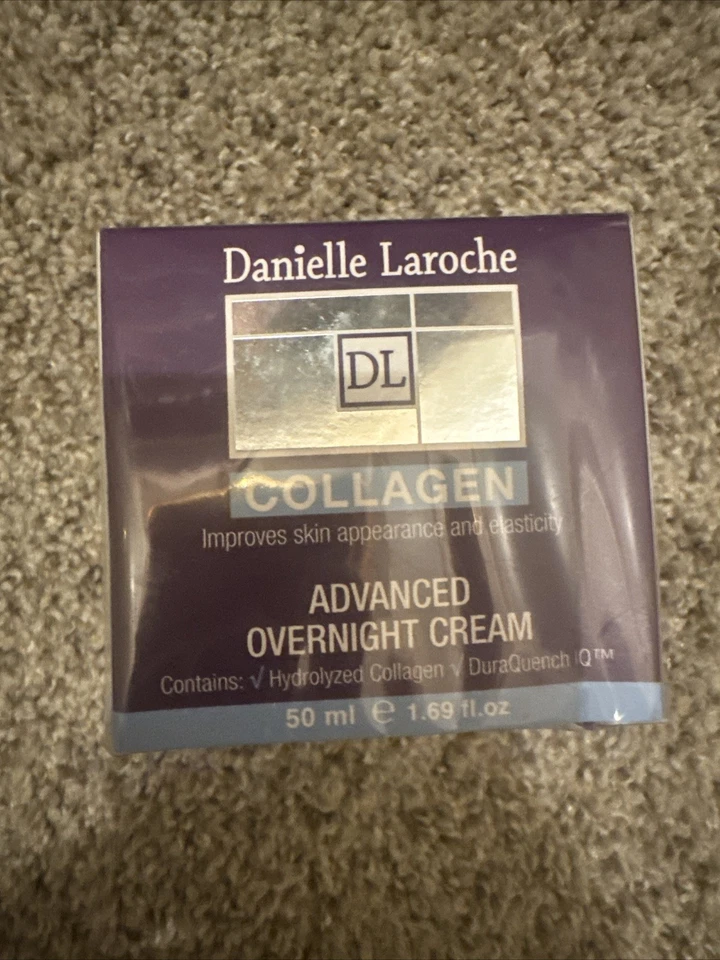 Danielle Laroche
DL
COLLAGEN
Improves skin appearance and elasticity
ADVANCED
OVERNIGHT CREAM
Contains: √ Hydrolyzed Collagen √ DuraQuench IQ™
50 ml ℮ 1.69 fl.oz